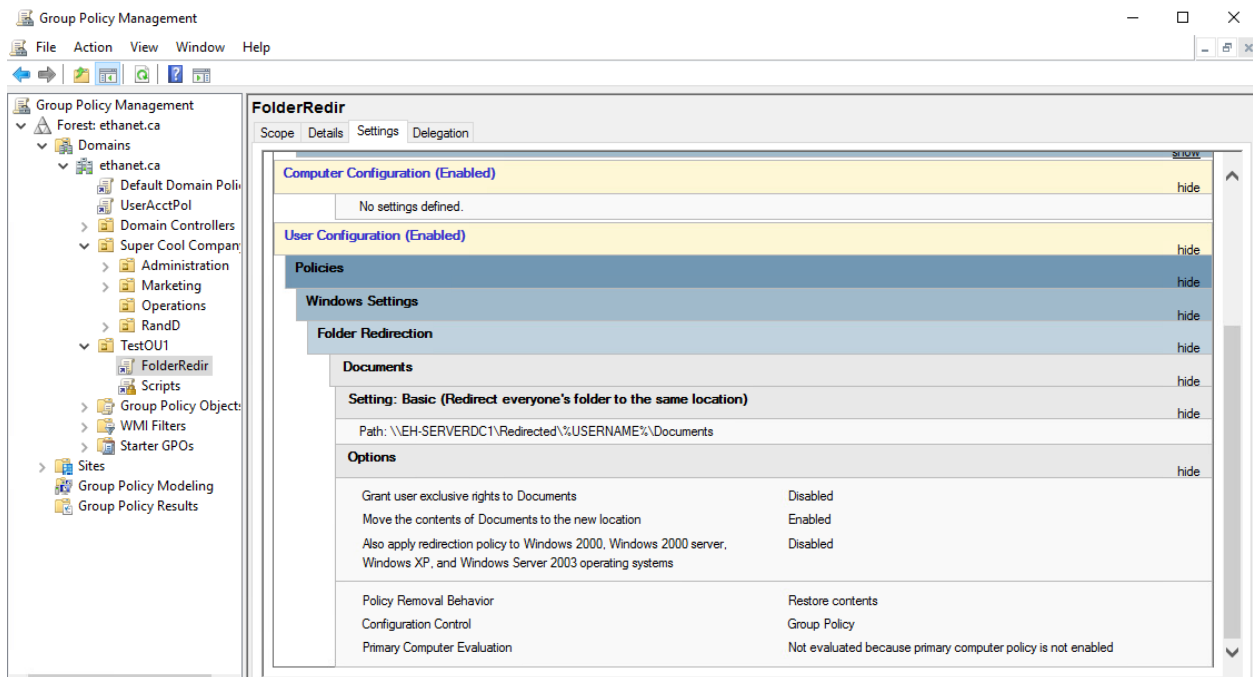 Group Policy Management
File Action View Window Help
Group Policy Management
Forest: ethanet.ca
Domains
ethanet.ca
Default Domain Poli
UserAcctPol
Domain Controllers
Super Cool Company
Administration
Marketing
Operations
RandD
TestOU1
FolderRedir
Scripts
Group Policy Objects
WMI Filters
Starter GPOs
Sites
Group Policy Modeling
Group Policy Results
FolderRedir
Scope Details Settings Delegation
show
Computer Configuration (Enabled)
hide
No settings defined.
User Configuration (Enabled)
hide
Policies
hide
Windows Settings
hide
Folder Redirection
hide
Documents
hide
Setting: Basic (Redirect everyone's folder to the same location)
hide
Path: \\EH-SERVERDC1\Redirected\%USERNAME%\Documents
Options
hide
Grant user exclusive rights to Documents Disabled
Move the contents of Documents to the new location Enabled
Also apply redirection policy to Windows 2000, Windows 2000 server, Disabled
Windows XP, and Windows Server 2003 operating systems
Policy Removal Behavior Restore contents
Configuration Control Group Policy
Primary Computer Evaluation Not evaluated because primary computer policy is not enabled